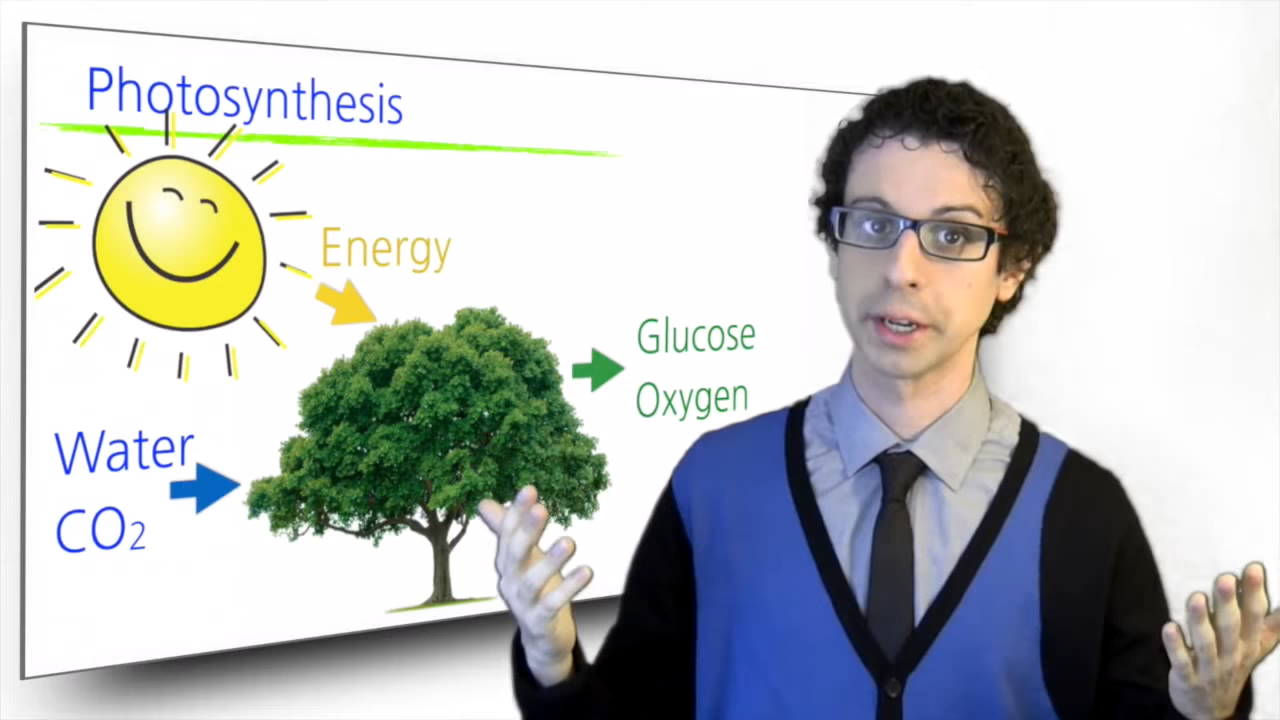 Photosynthesis
Energy
Glucose
Oxygen
Water
CO₂